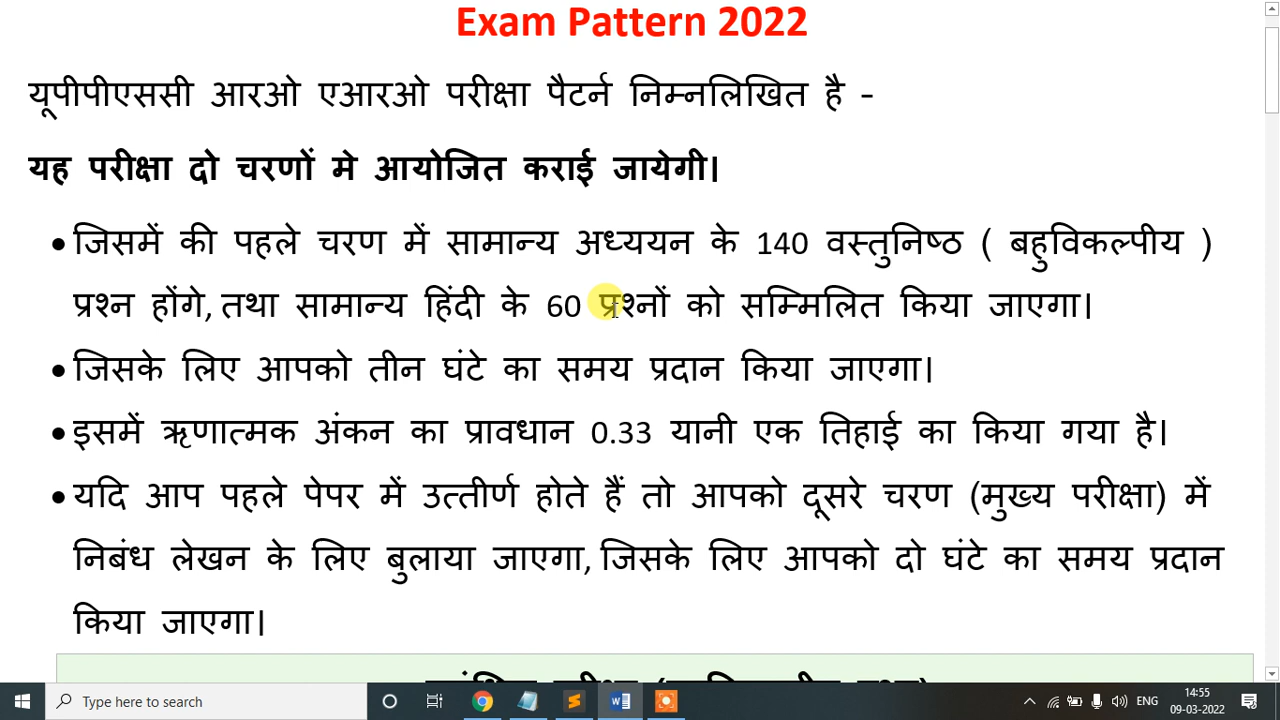 Exam Pattern 2022
यूपीपीएससी आरओ एआरओ परीक्षा पैटर्न निम्नलिखित है -
यह परीक्षा दो चरणों मे आयोजित कराई जायेगी।
• जिसमें की पहले चरण में सामान्य अध्ययन के 140 वस्तुनिष्ठ ( बहुविकल्पीय )
प्रश्न होंगे, तथा सामान्य हिंदी के 60 प्रश्नों को सम्मिलित किया जाएगा।
• जिसके लिए आपको तीन घंटे का समय प्रदान किया जाएगा।
• इसमें ऋणात्मक अंकन का प्रावधान 0.33 यानी एक तिहाई का किया गया है।
• यदि आप पहले पेपर में उत्तीर्ण होते हैं तो आपको दूसरे चरण (मुख्य परीक्षा) में
निबंध लेखन के लिए बुलाया जाएगा, जिसके लिए आपको दो घंटे का समय प्रदान
किया जाएगा।
Type here to search
ENG
14:55
09-03-2022